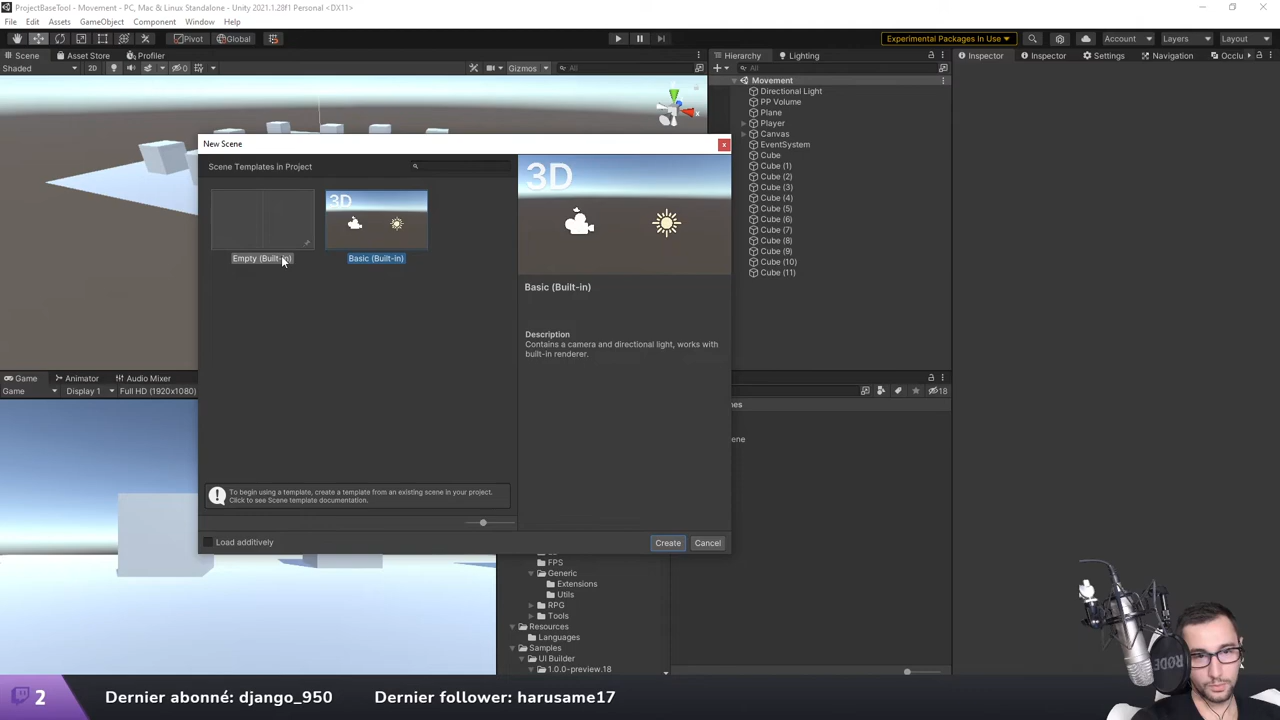 ProjectBaseTool - Movement - PC, Mac & Linux Standalone - Unity 2021.1.28f1 Personal <DX11>
File Edit Assets GameObject Component Window Help
Pivot Global Experimental Packages In Use Account Layers Layout
Scene Asset Store Profiler
Hierarchy Lighting
Inspector Inspector Settings Navigation Occlu
Shaded 2D 0 Gizmos All
All
Movement
Directional Light
PP Volume
Plane
Player
Canvas
EventSystem
Cube
Cube (1)
Cube (2)
Cube (3)
Cube (4)
Cube (5)
Cube (6)
Cube (7)
Cube (8)
Cube (9)
Cube (10)
Cube (11)
New Scene
Scene Templates in Project
3D
3D
Empty (Built-in)
Basic (Built-in)
Basic (Built-in)
Description
Contains a camera and directional light, works with
built-in renderer.
To begin using a template, create a template from an existing scene in your project.
Click to see Scene template documentation.
Load additively
Create Cancel
Game Animator Audio Mixer
Game Display 1 Full HD (1920x1080)
18
nes
ene
FPS
Generic
Extensions
Utils
RPG
Tools
Resources
Languages
Samples
UI Builder
1.0.0-preview.18
RODE
2 Dernier abonné: django_950 Dernier follower: harusame17